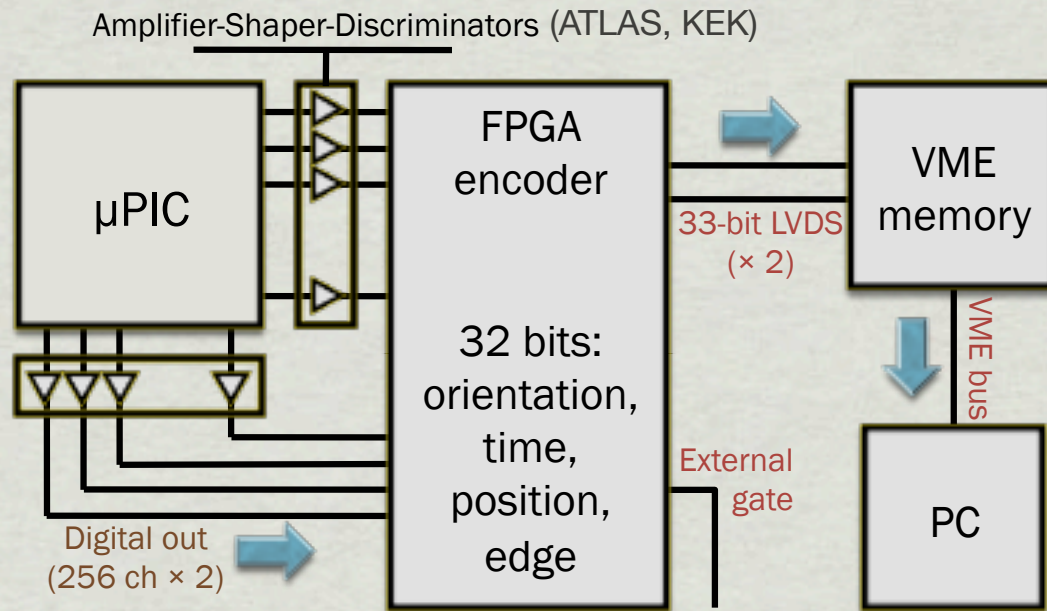 Amplifier-Shaper-Discriminators (ATLAS, KEK)
µPIC
FPGA
encoder
32 bits:
orientation,
time,
position,
edge
33-bit LVDS
(× 2)
VME
memory
VME bus
External
gate
PC
Digital out
(256 ch × 2)